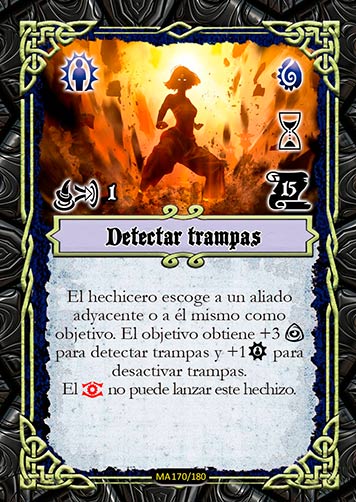 1
15
Detectar trampas
El hechicero escoge a un aliado
adyacente o a él mismo como
objetivo. El objetivo obtiene +3
para detectar trampas y +1 para
desactivar trampas.
El no puede lanzar este hechizo.
MA170/180